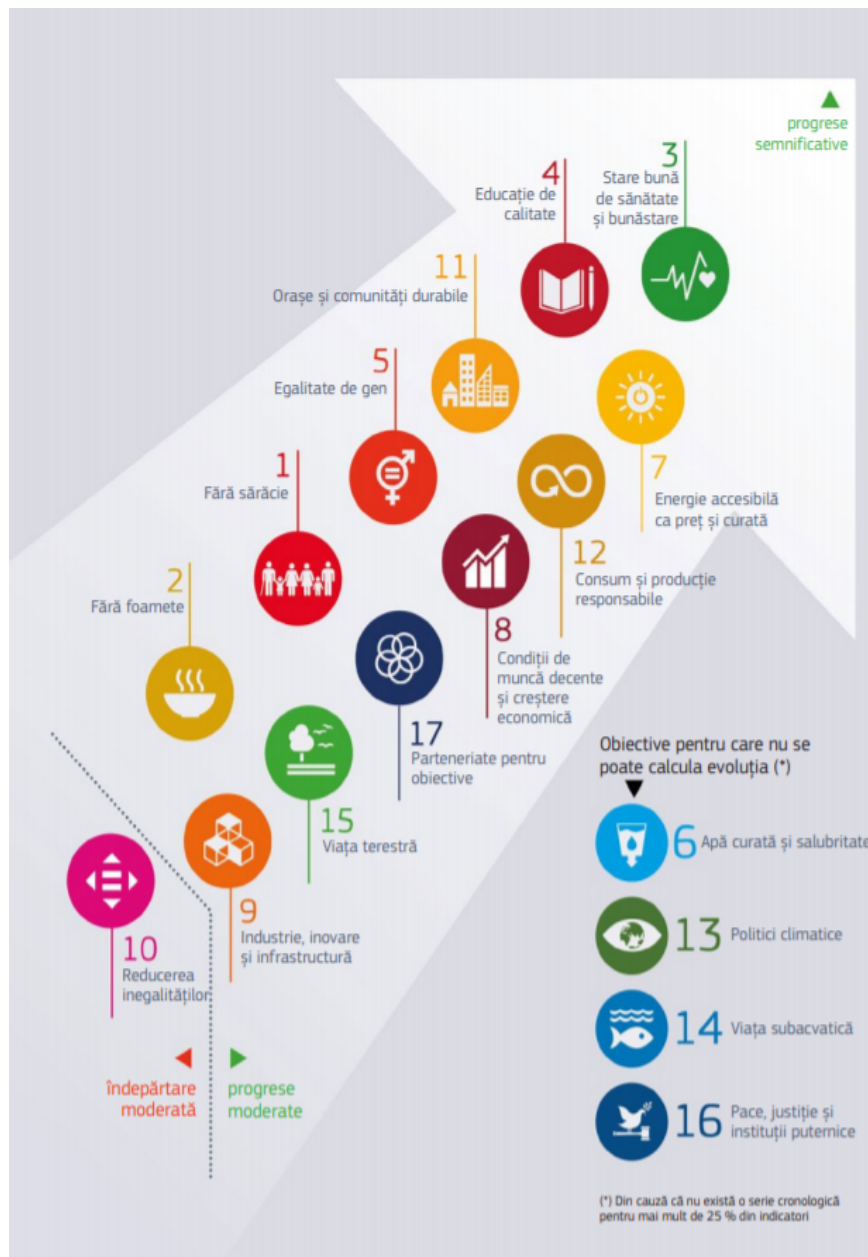 progrese
semnificative
3
Stare bună
de sănătate
și bunăstare
4
Educație de
calitate
11
Orașe și comunități durabile
5
Egalitate de gen
7
Energie accesibilă
ca preț și curată
1
Fără sărăcie
12
Consum și producție
responsabile
2
Fără foamete
8
Condiții de
muncă decente
și creștere
economică
17
Parteneriate pentru
obiective
15
Viața terestră
9
Industrie, inovare
și infrastructură
10
Reducerea
inegalităților
îndepărtare
moderată
progrese
moderate
Obiective pentru care nu se
poate calcula evoluția (*)
6 Apă curată și salubritate
13 Politici climatice
14 Viața subacvatică
16 Pace, justiție și
instituții puternice
(*) Din cauză că nu există o serie cronologică
pentru mai mult de 25 % din indicatori